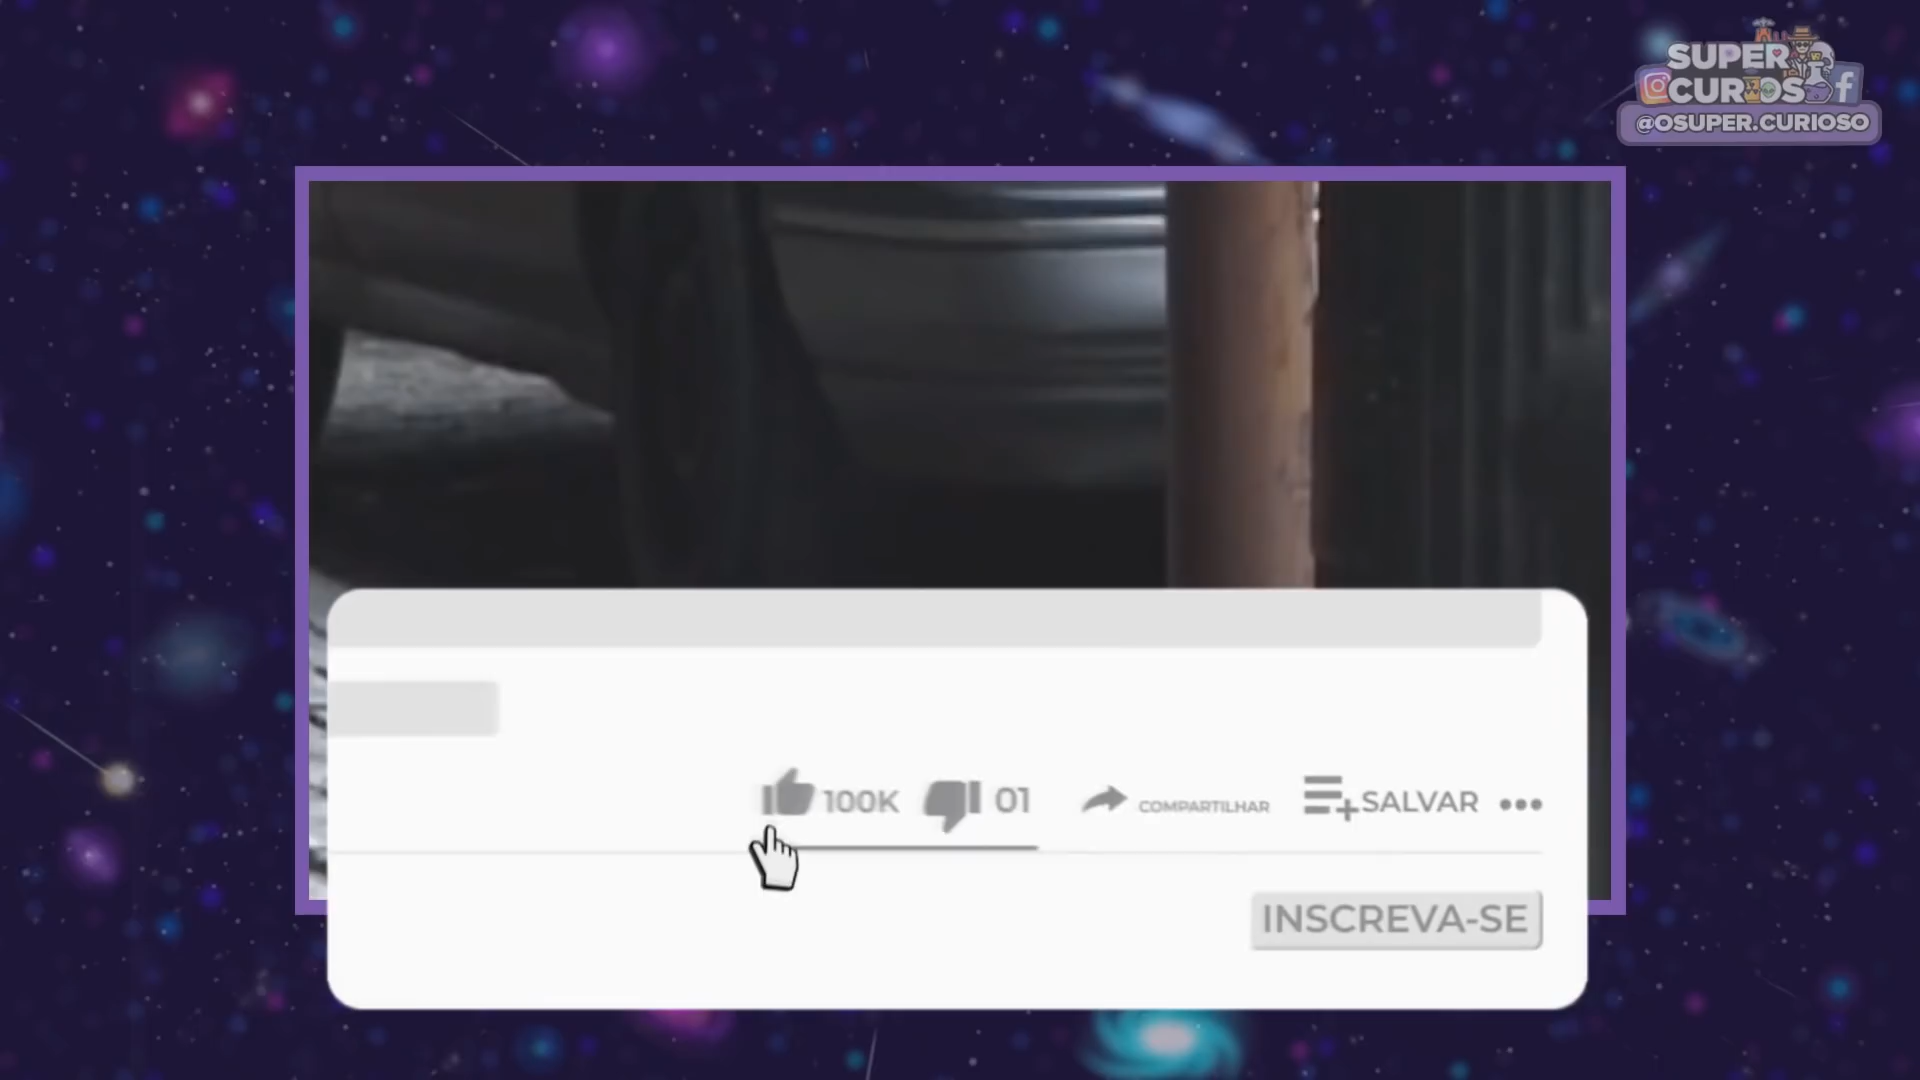 SUPER
CURIOSO
@OSUPER.CURIOSO
100K 01 COMPARTILHAR SALVAR
INSCREVA-SE